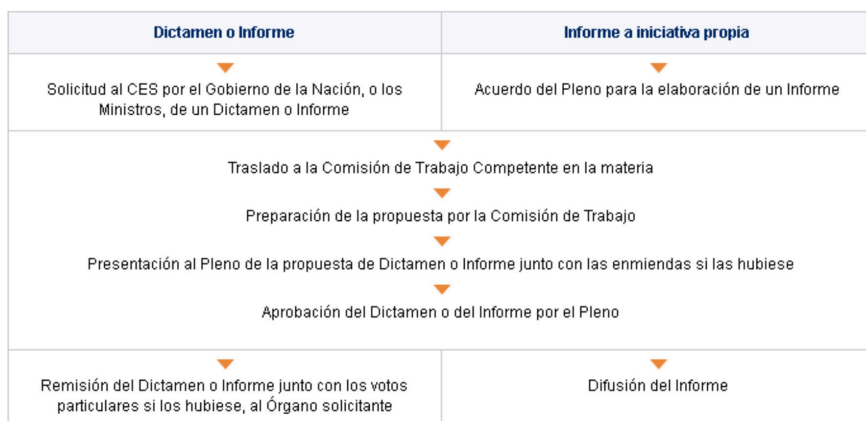 Dictamen o Informe
Informe a iniciativa propia
Solicitud al CES por el Gobierno de la Nación, o los
Ministros, de un Dictamen o Informe
Acuerdo del Pleno para la elaboración de un Informe
Traslado a la Comisión de Trabajo Competente en la materia
Preparación de la propuesta por la Comisión de Trabajo
Presentación al Pleno de la propuesta de Dictamen o Informe junto con las enmiendas si las hubiese
Aprobación del Dictamen o del Informe por el Pleno
Remisión del Dictamen o Informe junto con los votos
particulares si los hubiese, al Órgano solicitante
Difusión del Informe